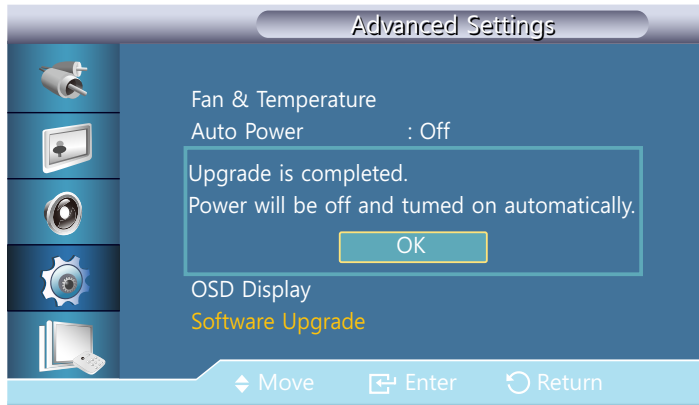 Advanced Settings
Fan & Temperature
Auto Power : Off
Upgrade is completed.
Power will be off and tumed on automatically.
OK
OSD Display
Software Upgrade
Move Enter Return